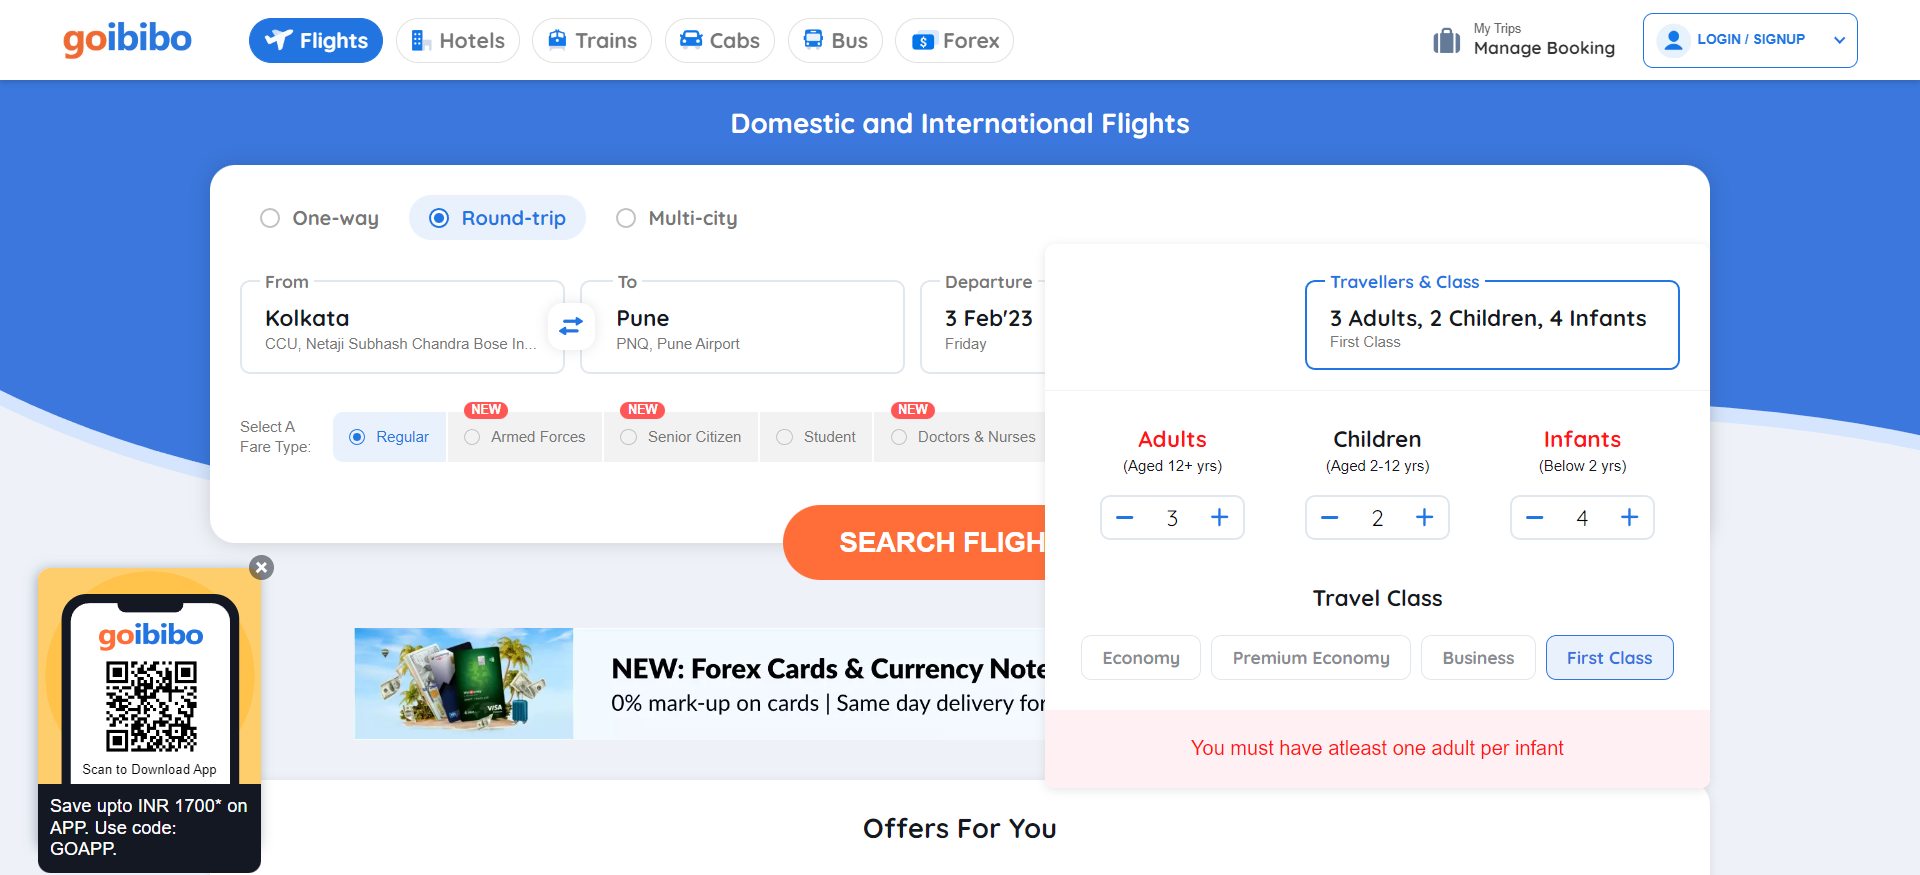 goibibo
Flights
Hotels
Trains
Cabs
Bus
$
Forex
My Trips
Manage Booking
LOGIN / SIGNUP
Domestic and International Flights
One-way
Round-trip
Multi-city
From
Kolkata
CCU, Netaji Subhash Chandra Bose In...
To
Pune
PNQ, Pune Airport
Departure
3 Feb'23
Friday
Travellers & Class
3 Adults, 2 Children, 4 Infants
First Class
Select A
Fare Type:
Regular
NEW
Armed Forces
NEW
Senior Citizen
Student
NEW
Doctors & Nurses
Adults
(Aged 12+ yrs)
3
Children
(Aged 2-12 yrs)
2
Infants
(Below 2 yrs)
4
SEARCH FLIGH
Travel Class
Economy
Premium Economy
Business
First Class
You must have atleast one adult per infant
goibibo
Scan to Download App
Save upto INR 1700* on
APP. Use code:
GOAPP.
VISA
NEW: Forex Cards & Currency Note
0% mark-up on cards | Same day delivery for
Offers For You